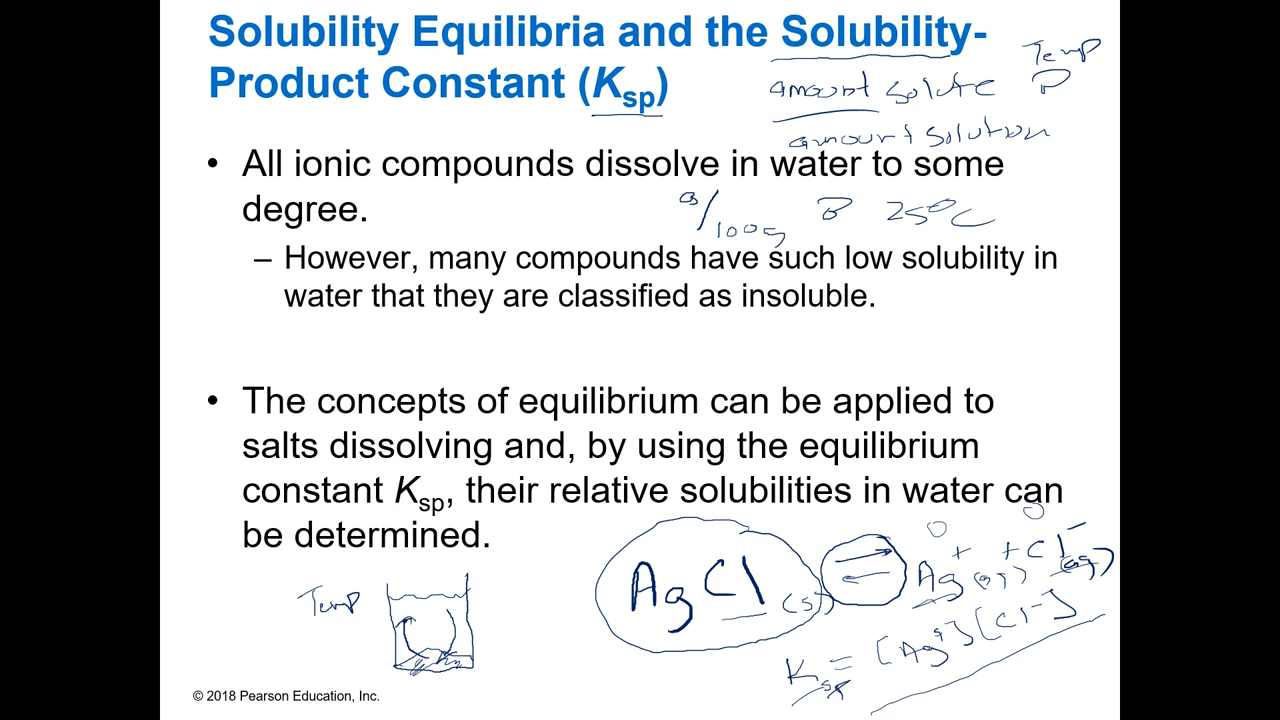 Solubility Equilibria and the Solubility-
Product Constant (Ksp)
Temp
P
amount solute
amount solution
• All ionic compounds dissolve in water to some
degree.
g/100g
25°C
– However, many compounds have such low solubility in
water that they are classified as insoluble.
• The concepts of equilibrium can be applied to
salts dissolving and, by using the equilibrium
constant Ksp, their relative solubilities in water can
be determined.
AgCl(s) ⇌ Ag+(aq) + Cl-(aq)
Temp
Ksp = [Ag+][Cl-]
© 2018 Pearson Education, Inc.